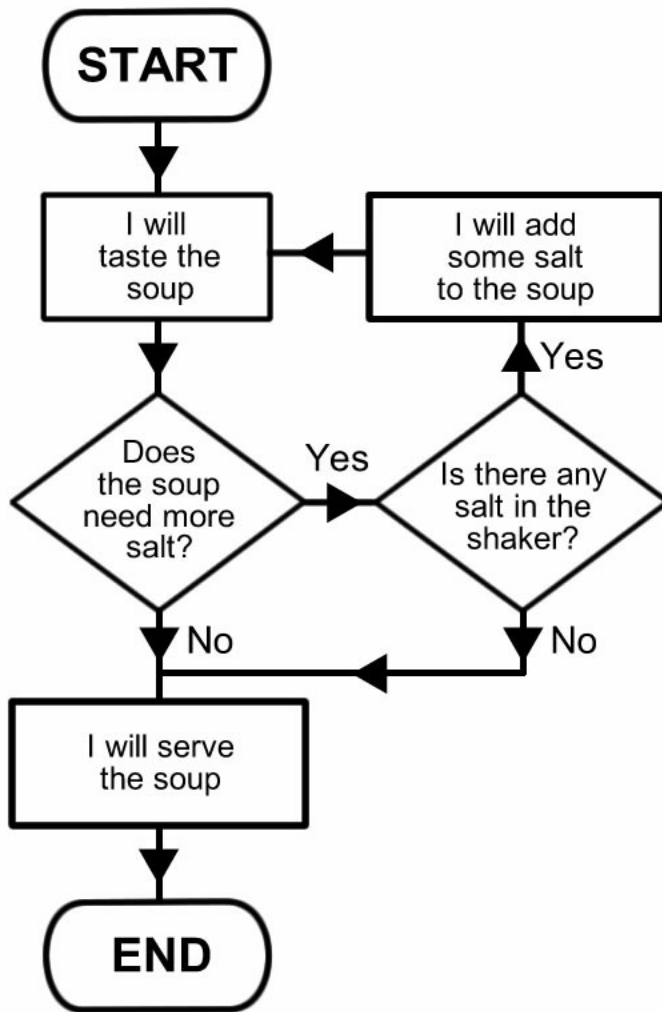 START
I will
taste the
soup
I will add
some salt
to the soup
Yes
Does
the soup
need more
salt?
Yes
Is there any
salt in the
shaker?
No
No
I will serve
the soup
END